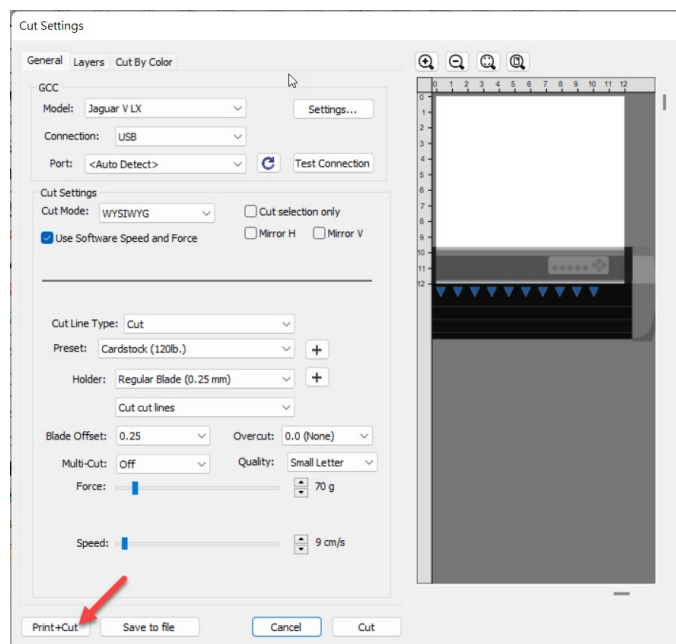 Cut Settings
General Layers Cut By Color
GCC
Model: Jaguar V LX Settings...
Connection: USB
Port: <Auto Detect> Test Connection
Cut Settings
Cut Mode: WYSIWYG Cut selection only
Use Software Speed and Force Mirror H Mirror V
Cut Line Type: Cut
Preset: Cardstock (120lb.) +
Holder: Regular Blade (0.25 mm) +
Cut cut lines
Blade Offset: 0.25 Overcut: 0.0 (None)
Multi-Cut: Off Quality: Small Letter
Force: 70 g
Speed: 9 cm/s
Print+Cut Save to file Cancel Cut
0 1 2 3 4 5 6 7 8 9 10 11 12
0
1
2
3
4
5
6
7
8
9
10
11
12